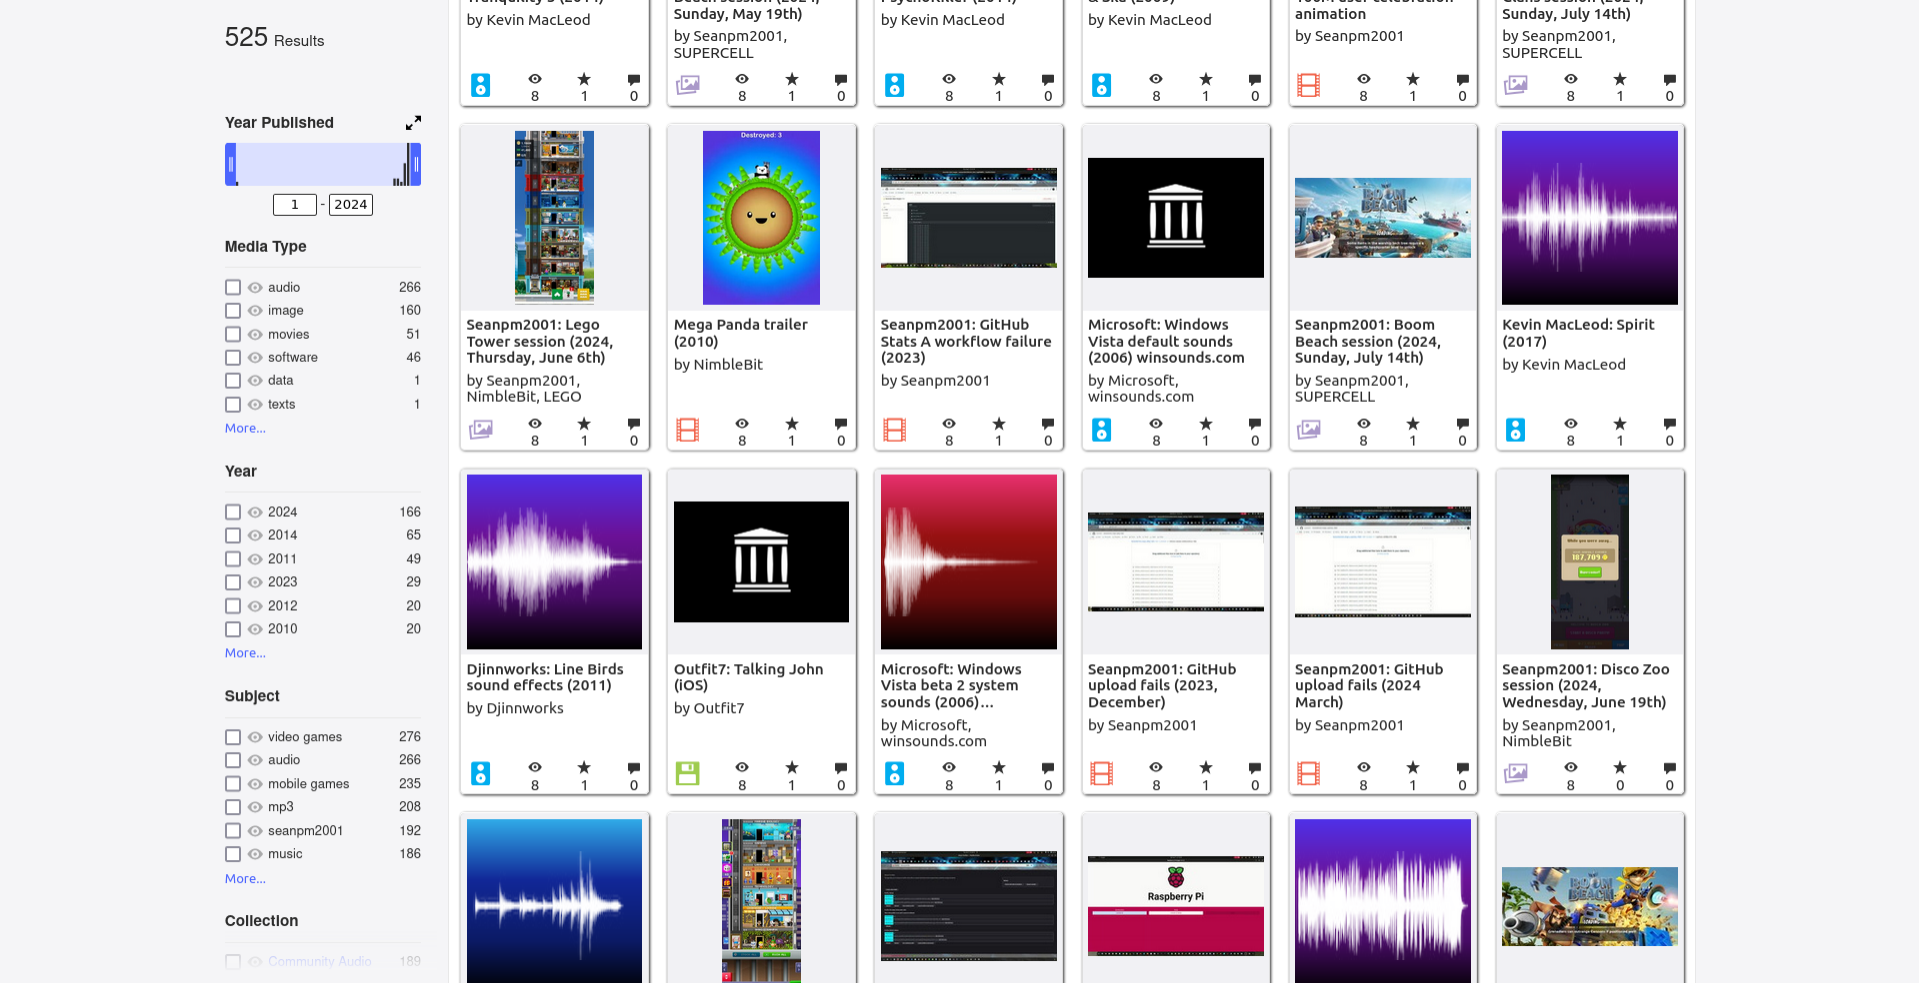 525 Results
Year Published
1 - 2024
Media Type
audio 266
image 160
movies 51
software 46
data 1
texts 1
More...
Year
2024 166
2014 65
2011 49
2023 29
2012 20
2010 20
More...
Subject
video games 276
audio 266
mobile games 235
mp3 208
seanpm2001 192
music 186
More...
Collection
Community Audio 189
by Kevin MacLeod
8 1 0
Sunday, May 19th)
by Seanpm2001,
SUPERCELL
8 1 0
by Kevin MacLeod
8 1 0
by Kevin MacLeod
8 1 0
animation
by Seanpm2001
8 1 0
Sunday, July 14th)
by Seanpm2001,
SUPERCELL
8 1 0
Seanpm2001: Lego
Tower session (2024,
Thursday, June 6th)
by Seanpm2001,
NimbleBit, LEGO
8 1 0
Destroyed: 3
Mega Panda trailer
(2010)
by NimbleBit
8 1 0
Seanpm2001: GitHub
Stats A workflow failure
(2023)
by Seanpm2001
8 1 0
Microsoft: Windows
Vista default sounds
(2006) winsounds.com
by Microsoft,
winsounds.com
8 1 0
BOOM
BEACH
Seanpm2001: Boom
Beach session (2024,
Sunday, July 14th)
by Seanpm2001,
SUPERCELL
8 1 0
Kevin MacLeod: Spirit
(2017)
by Kevin MacLeod
8 1 0
Djinnworks: Line Birds
sound effects (2011)
by Djinnworks
8 1 0
Outfit7: Talking John
(iOS)
by Outfit7
8 1 0
Microsoft: Windows
Vista beta 2 system
sounds (2006)...
by Microsoft,
winsounds.com
8 1 0
Seanpm2001: GitHub
upload fails (2023,
December)
by Seanpm2001
8 1 0
Seanpm2001: GitHub
upload fails (2024
March)
by Seanpm2001
8 1 0
While you were away...
187,709
Seanpm2001: Disco Zoo
session (2024,
Wednesday, June 19th)
by Seanpm2001,
NimbleBit
8 0 0
Raspberry Pi
BOOM
BEACH